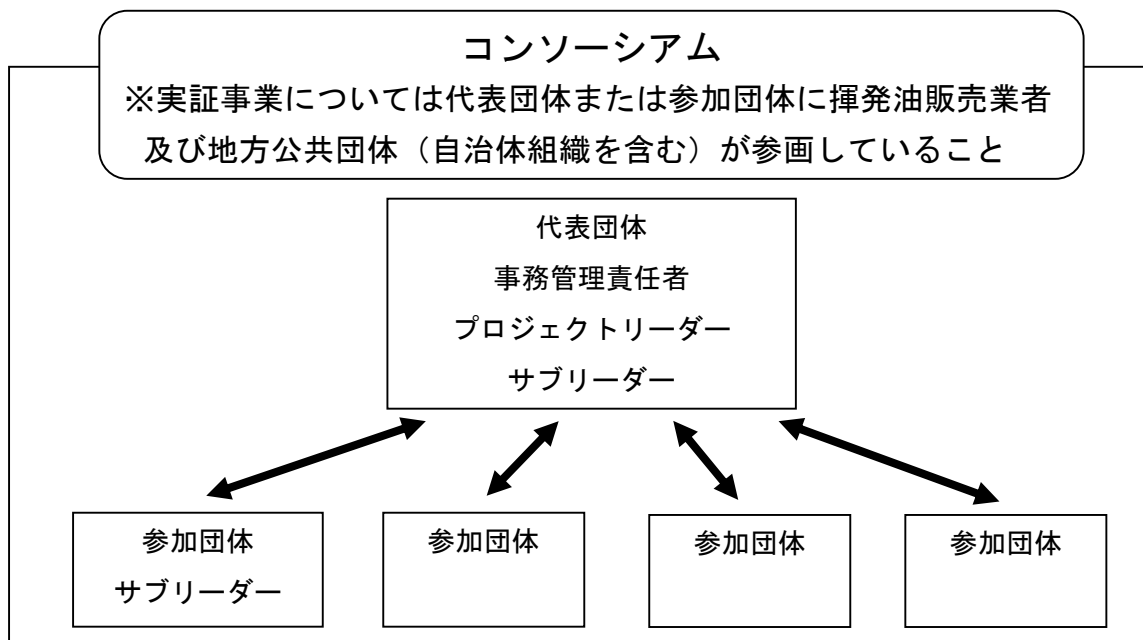 コンソーシアム
※実証事業については代表団体または参加団体に揮発油販売業者
及び地方公共団体（自治体組織を含む）が参画していること
代表団体
事務管理責任者
プロジェクトリーダー
サブリーダー
参加団体
サブリーダー
参加団体
参加団体
参加団体